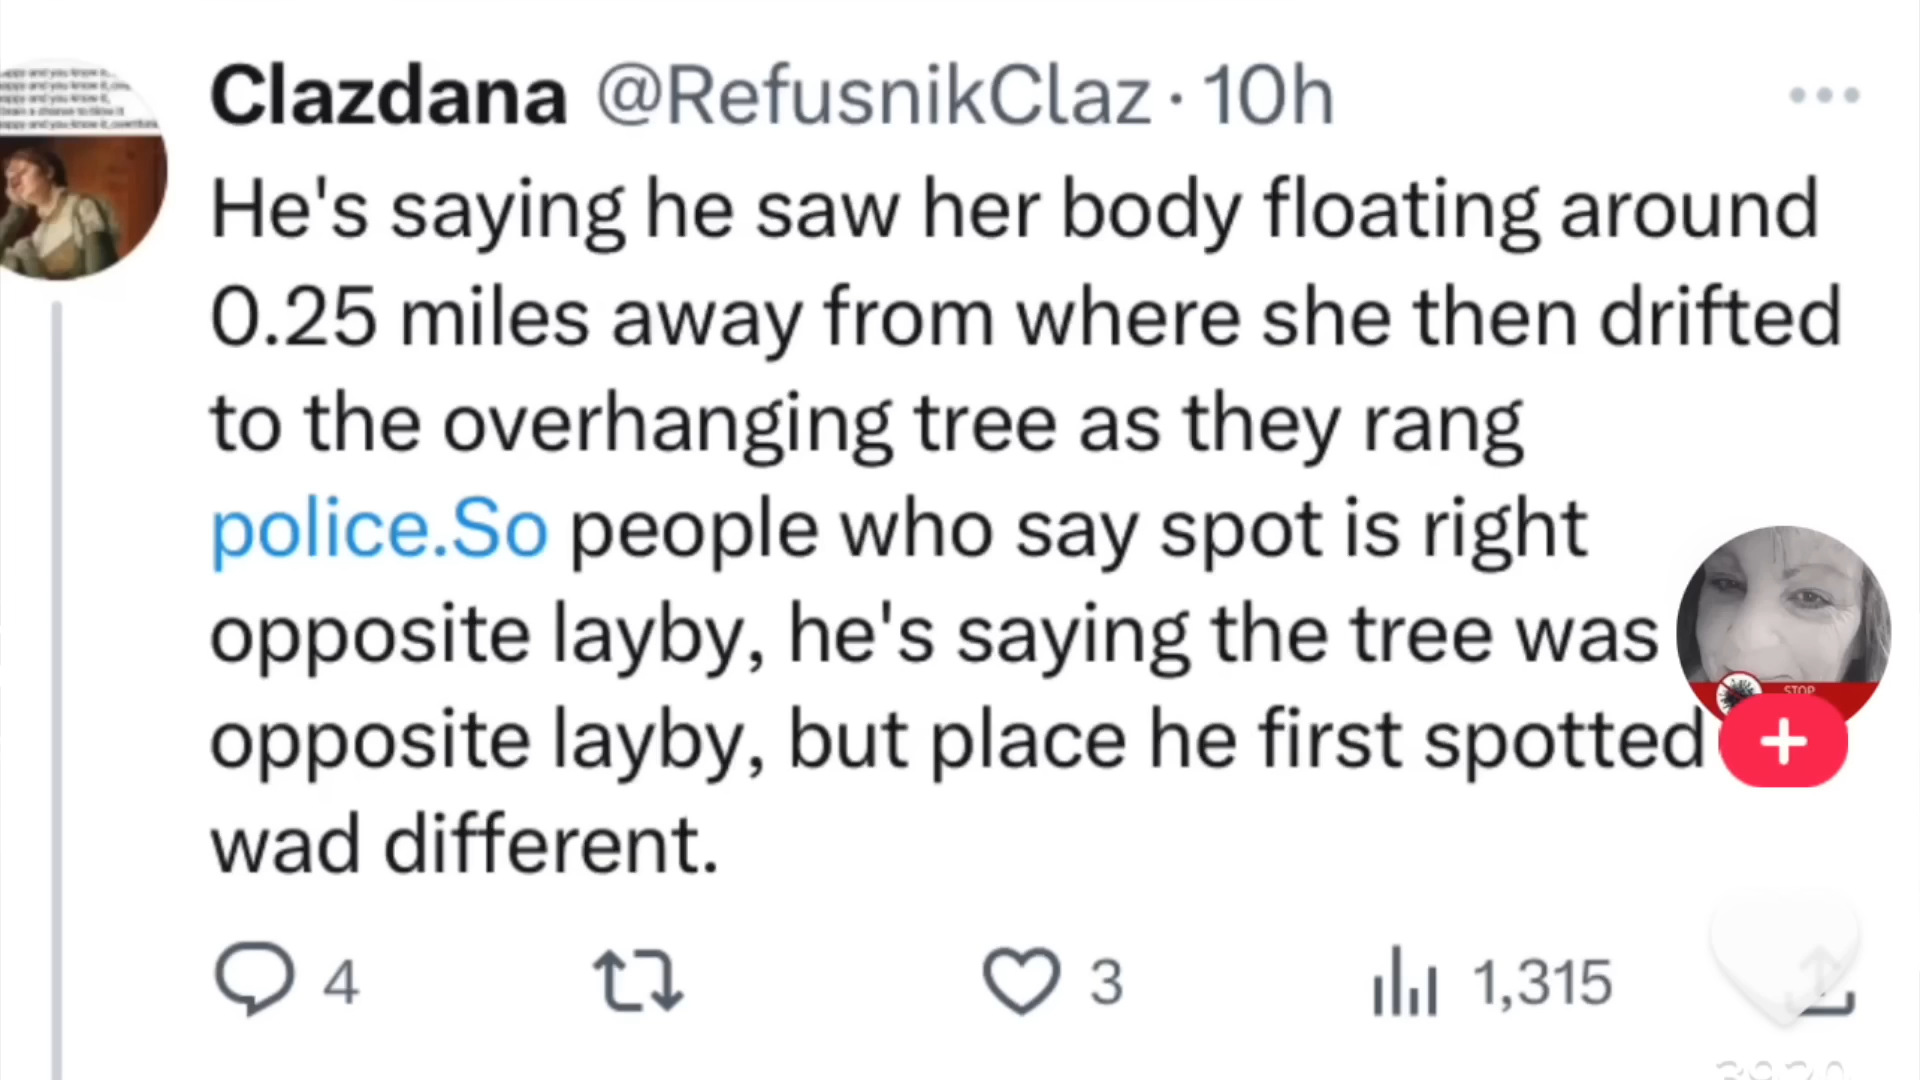 Clazdana @RefusnikClaz · 10h
He's saying he saw her body floating around
0.25 miles away from where she then drifted
to the overhanging tree as they rang
police.So people who say spot is right
opposite layby, he's saying the tree was
opposite layby, but place he first spotted
wad different.
STOP
4 3 1,315